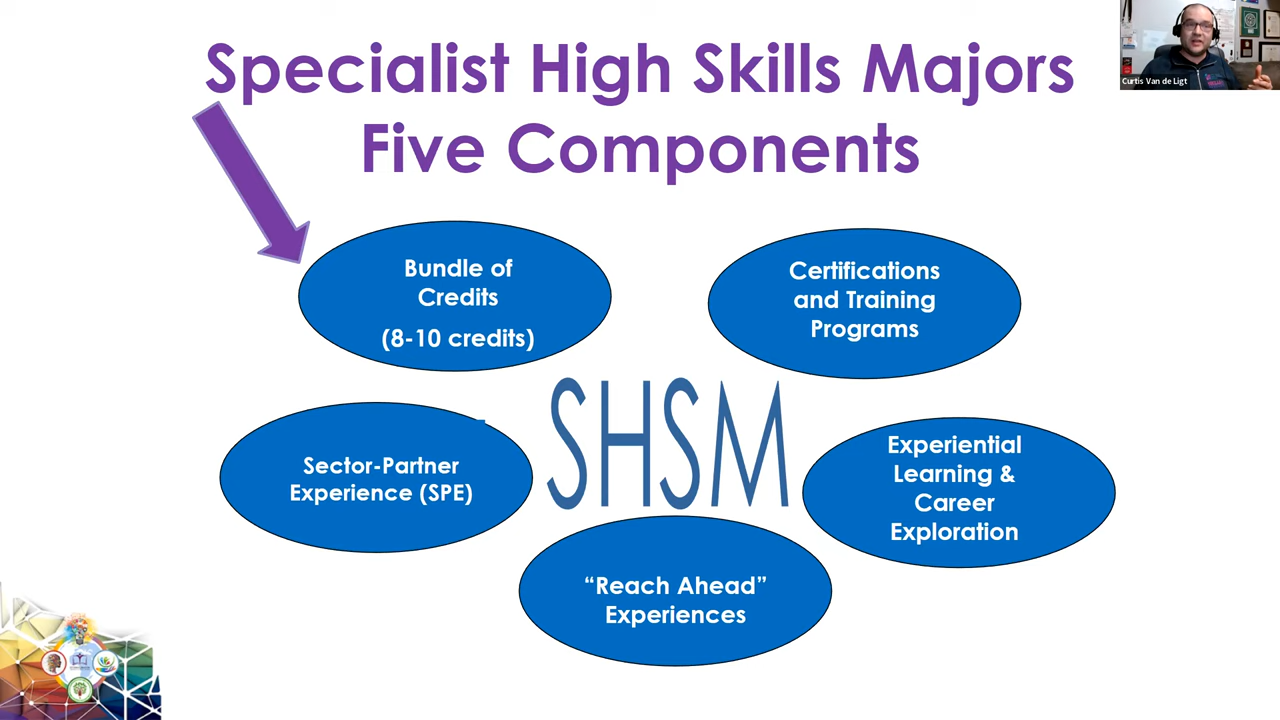 Specialist High Skills Majors
Five Components
Curtis Van de Ligt
Bundle of
Credits
(8-10 credits)
Certifications
and Training
Programs
SHSM
Sector-Partner
Experience (SPE)
Experiential
Learning &
Career
Exploration
“Reach Ahead”
Experiences